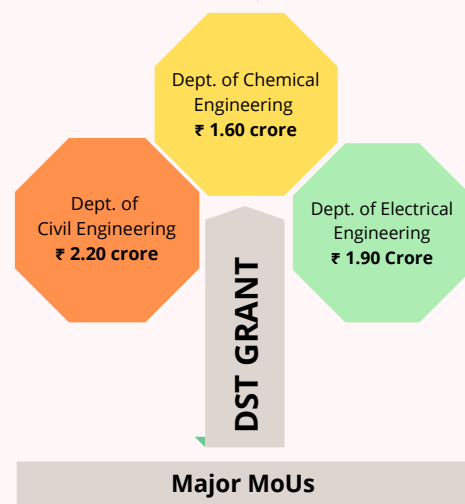 Dept. of Chemical
Engineering
₹ 1.60 crore
Dept. of
Civil Engineering
₹ 2.20 crore
Dept. of Electrical
Engineering
₹ 1.90 Crore
DST GRANT
Major MoUs